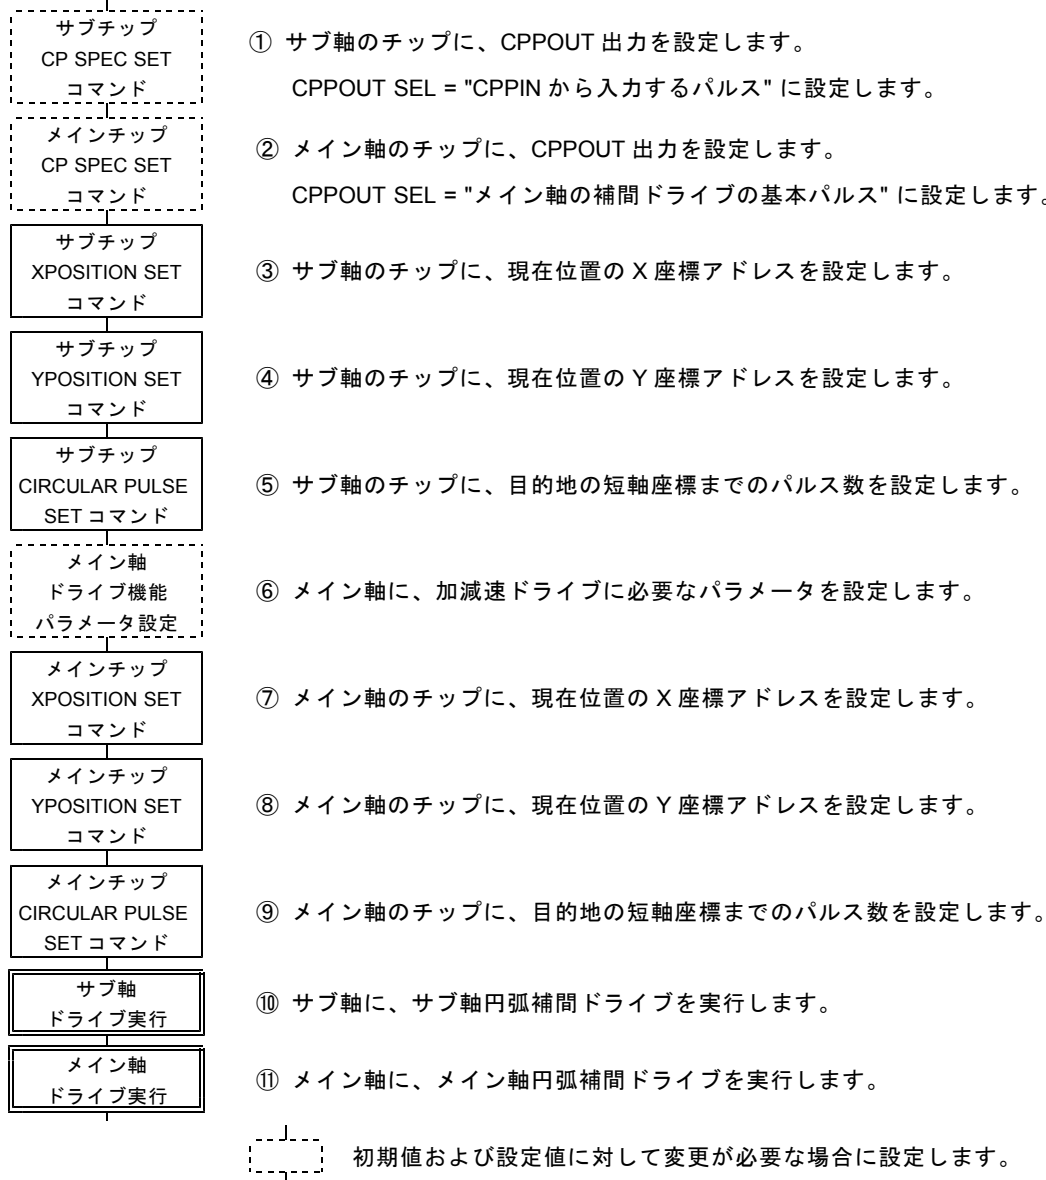 サブチップ
CP SPEC SET
コマンド
① サブ軸のチップに、CPPOUT 出力を設定します。
CPPOUT SEL = "CPPIN から入力するパルス" に設定します。
メインチップ
CP SPEC SET
コマンド
② メイン軸のチップに、CPPOUT 出力を設定します。
CPPOUT SEL = "メイン軸の補間ドライブの基本パルス" に設定します。
サブチップ
XPOSITION SET
コマンド
③ サブ軸のチップに、現在位置の X 座標アドレスを設定します。
サブチップ
YPOSITION SET
コマンド
④ サブ軸のチップに、現在位置の Y 座標アドレスを設定します。
サブチップ
CIRCULAR PULSE
SET コマンド
⑤ サブ軸のチップに、目的地の短軸座標までのパルス数を設定します。
メイン軸
ドライブ機能
パラメータ設定
⑥ メイン軸に、加減速ドライブに必要なパラメータを設定します。
メインチップ
XPOSITION SET
コマンド
⑦ メイン軸のチップに、現在位置の X 座標アドレスを設定します。
メインチップ
YPOSITION SET
コマンド
⑧ メイン軸のチップに、現在位置の Y 座標アドレスを設定します。
メインチップ
CIRCULAR PULSE
SET コマンド
⑨ メイン軸のチップに、目的地の短軸座標までのパルス数を設定します。
サブ軸
ドライブ実行
⑩ サブ軸に、サブ軸円弧補間ドライブを実行します。
メイン軸
ドライブ実行
⑪ メイン軸に、メイン軸円弧補間ドライブを実行します。
初期値および設定値に対して変更が必要な場合に設定します。